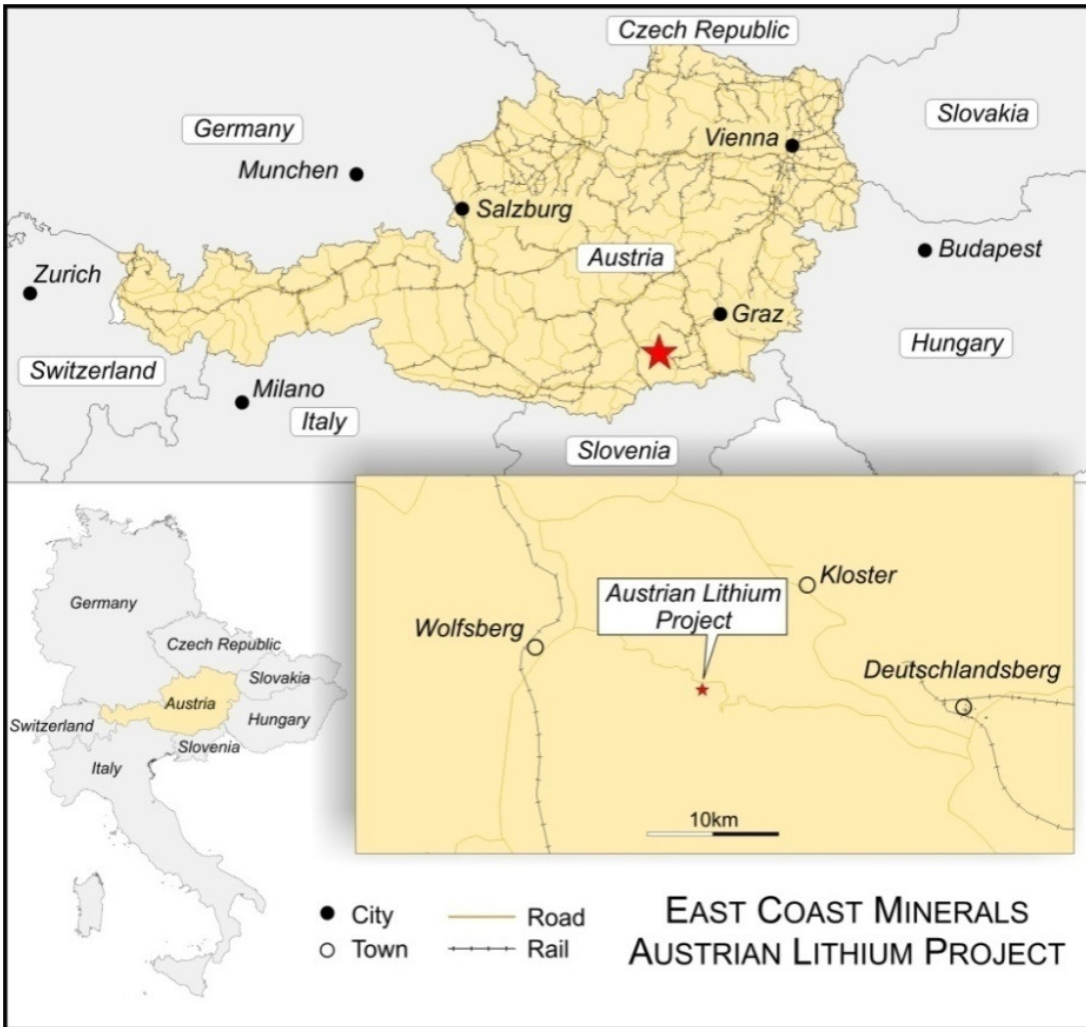 Czech Republic
Slovakia
Germany
Vienna
Munchen
Salzburg
Austria
Budapest
Zurich
Graz
Hungary
Switzerland
Milano
Italy
Slovenia
Germany
Czech Republic
Slovakia
Austria
Switzerland
Hungary
Slovenia
Italy
Kloster
Austrian Lithium
Project
Wolfsberg
Deutschlandsberg
10km
City
Road
Town
Rail
EAST COAST MINERALS
AUSTRIAN LITHIUM PROJECT